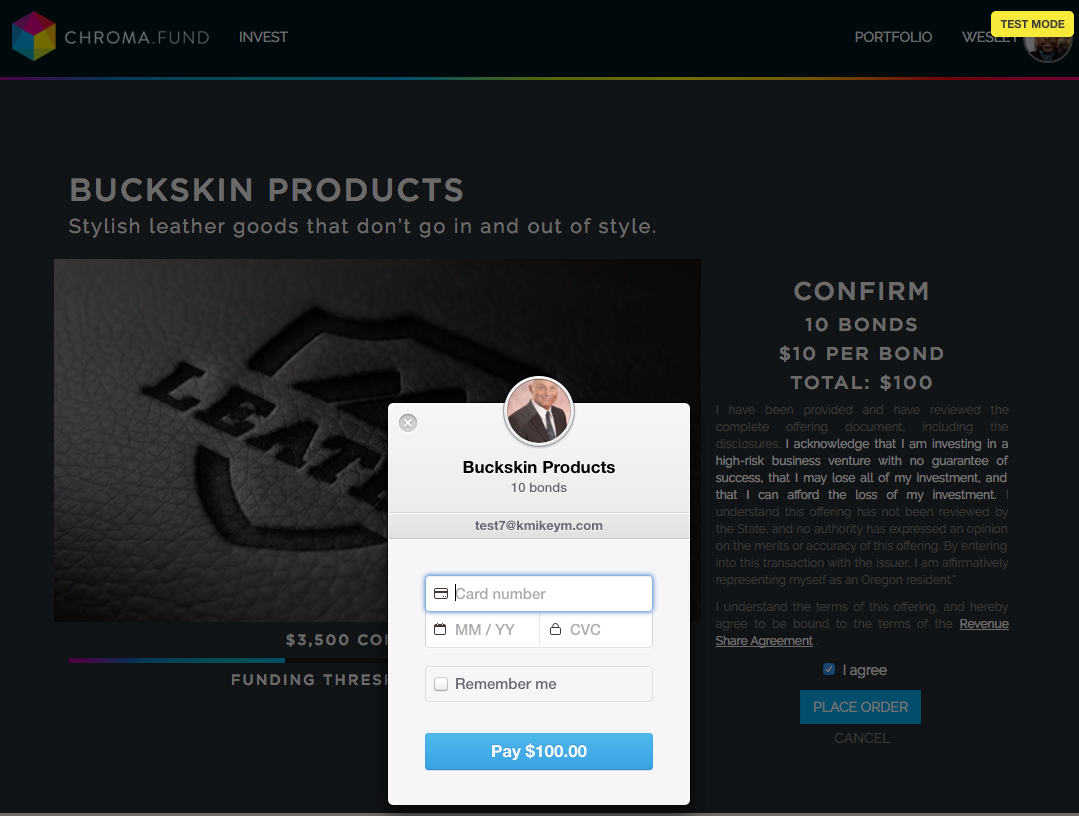 CHROMA.FUND
INVEST
PORTFOLIO
WESLEY
TEST MODE
BUCKSKIN PRODUCTS
Stylish leather goods that don't go in and out of style.
LEAT
CONFIRM
10 BONDS
$10 PER BOND
TOTAL: $100
I have been provided and have reviewed the
complete offering document, including the
disclosures. I acknowledge that I am investing in a
high-risk business venture with no guarantee of
success, that I may lose all of my investment, and
that I can afford the loss of my investment. I
understand this offering has not been reviewed by
the State, and no authority has expressed an opinion
on the merits or accuracy of this offering. By entering
into this transaction with the issuer, I am affirmatively
representing myself as an Oregon resident."
I understand the terms of this offering, and hereby
agree to be bound to the terms of the Revenue
Share Agreement.
I agree
PLACE ORDER
CANCEL
$3,500 CO
FUNDING THRES
Buckskin Products
10 bonds
test7@kmikeym.com
Card number
MM / YY
CVC
Remember me
Pay $100.00